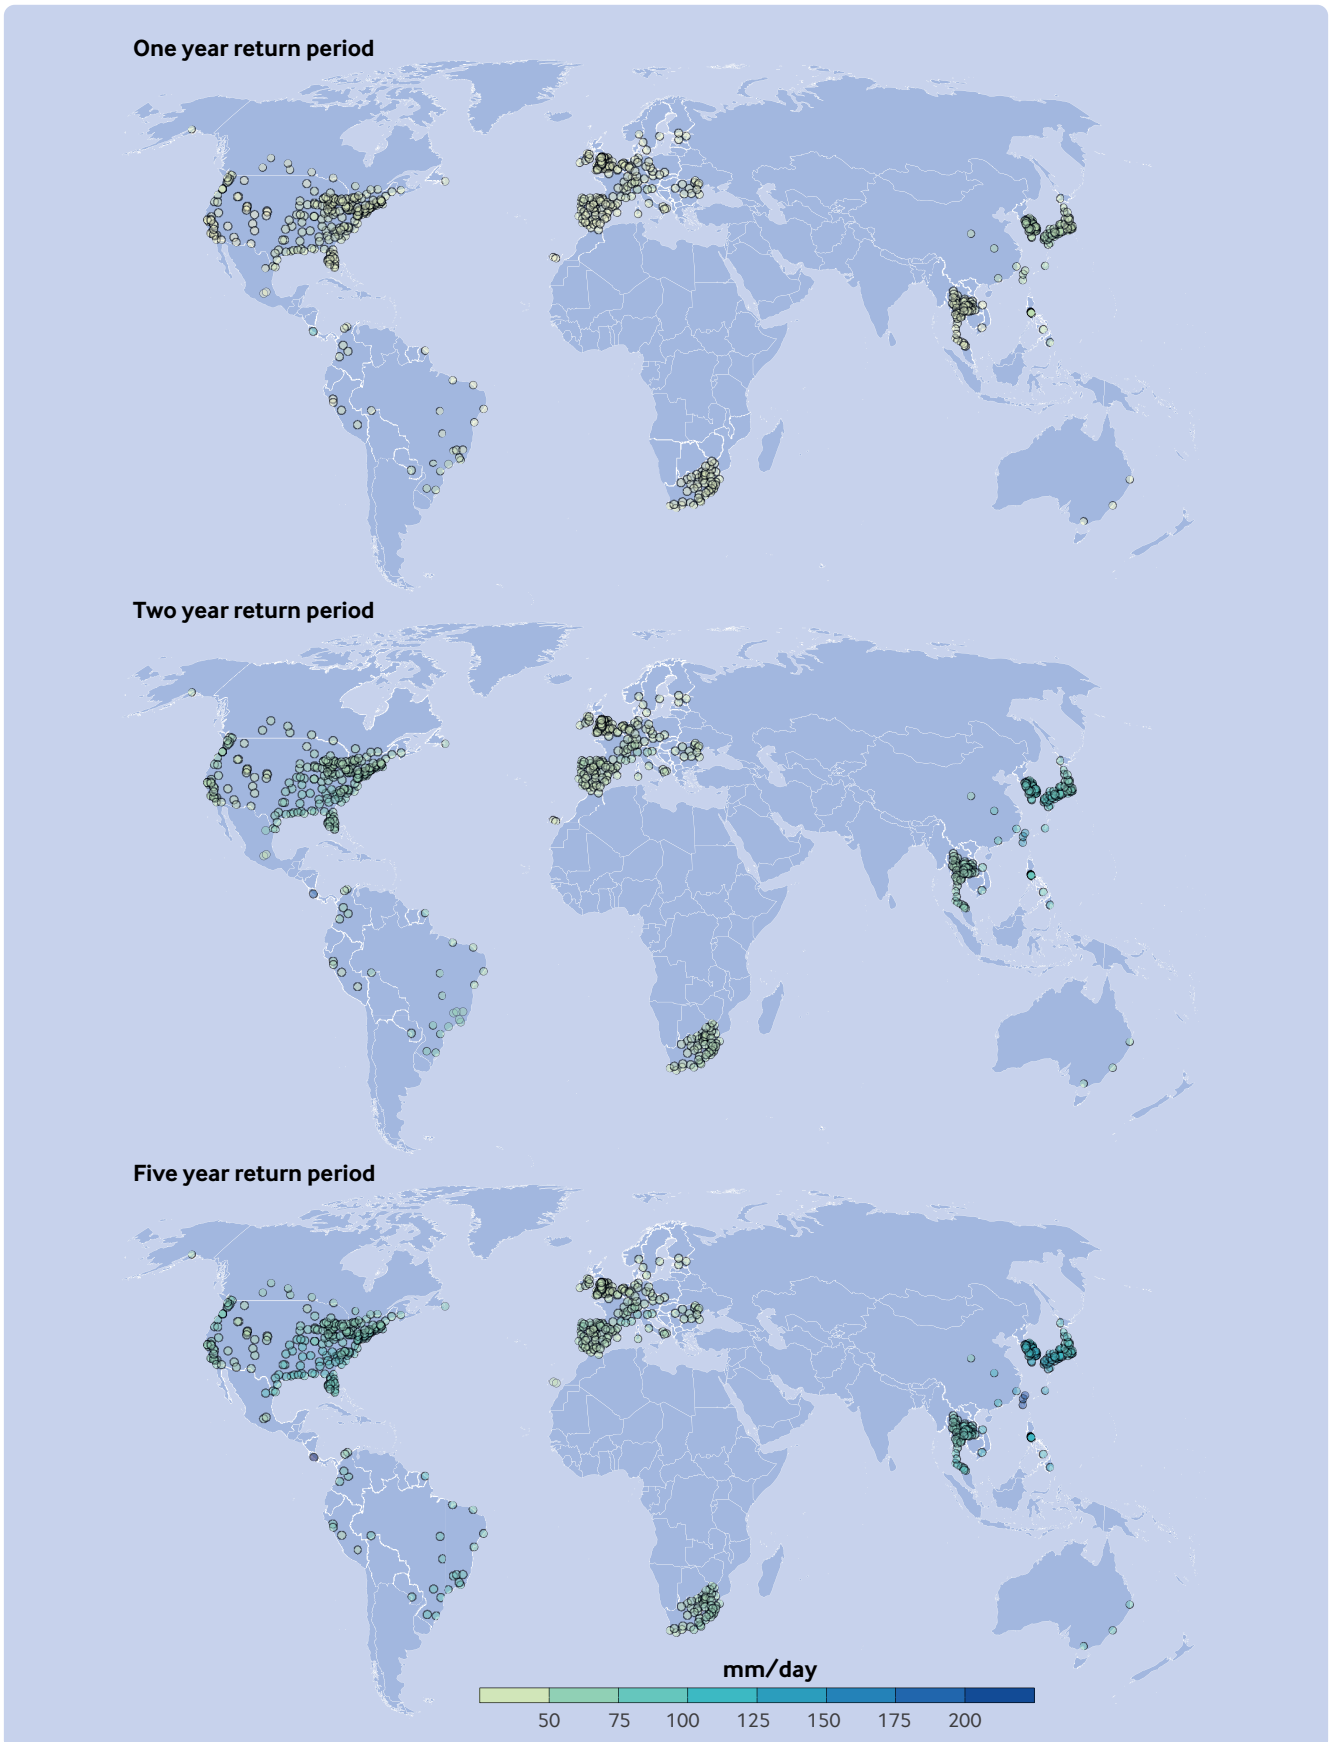 One year return period
Two year return period
Five year return period
mm/day
50 75 100 125 150 175 200